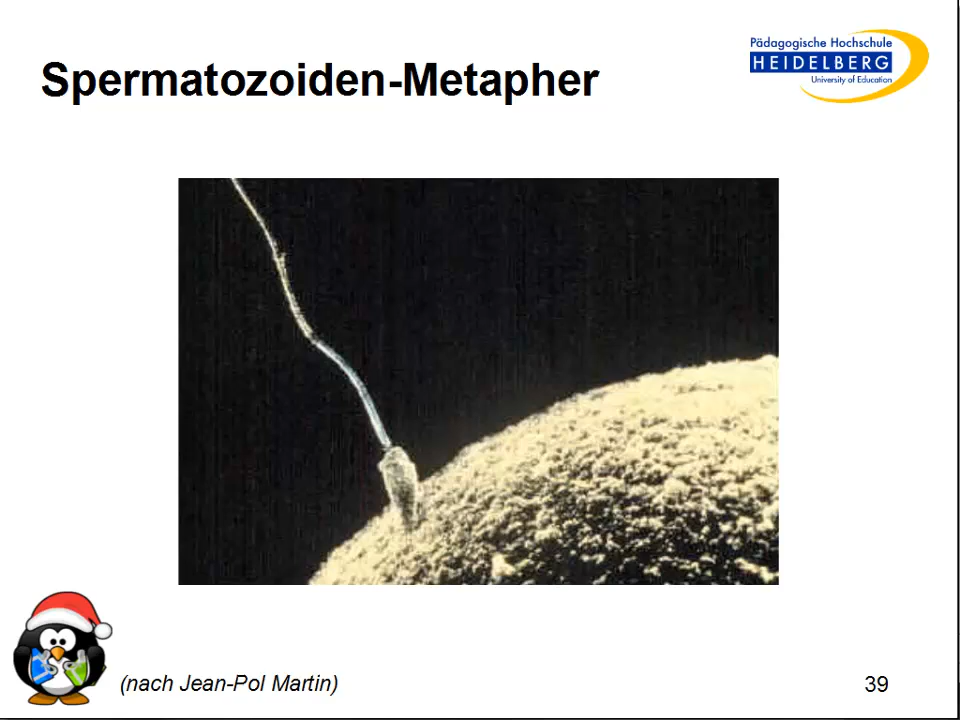 Spermatozoiden-Metapher
Pädagogische Hochschule
HEIDELBERG
University of Education
(nach Jean-Pol Martin)
39